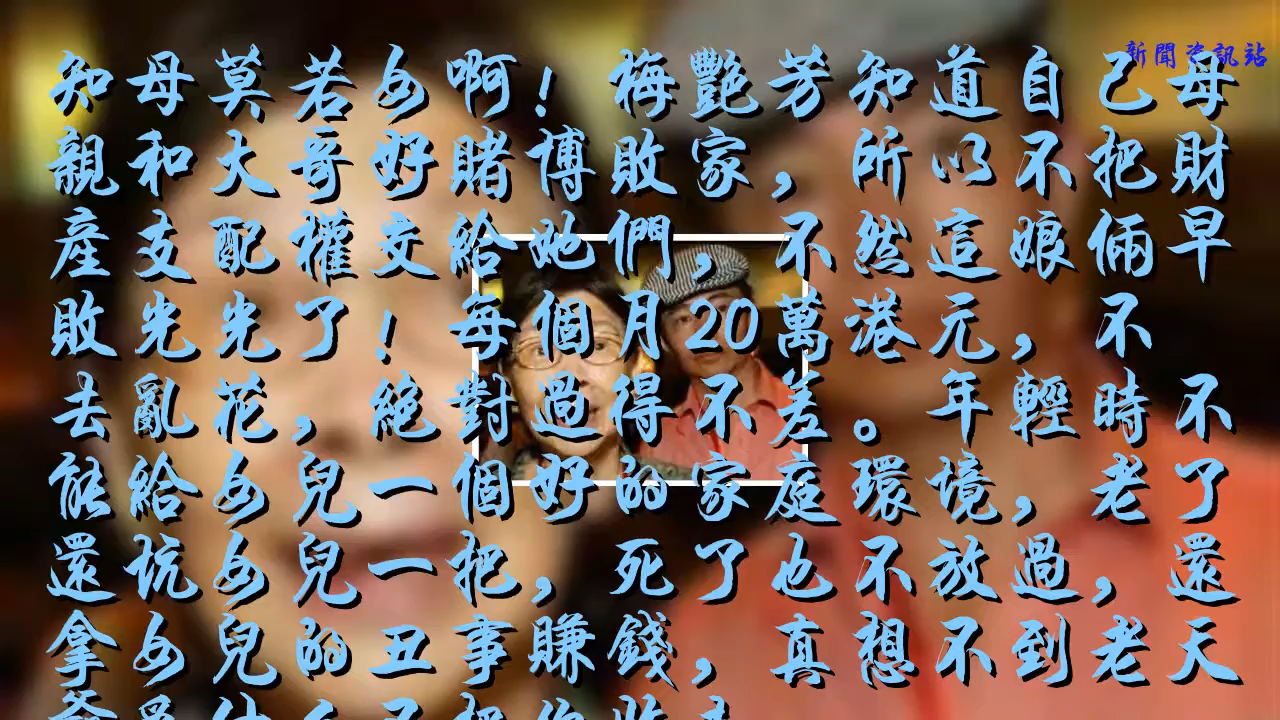 新聞資訊站
知母莫若女啊！梅艷芳知道自己母
親和大哥好賭博敗家，所以不把財
產支配權交給她們，不然這娘倆早
敗光光了！每個月20萬港元，不
去亂花，絕對過得不差。年輕時不
能給女兒一個好的家庭環境，老了
還坑女兒一把，死了也不放過，還
拿女兒的丑事賺錢，真想不到老天